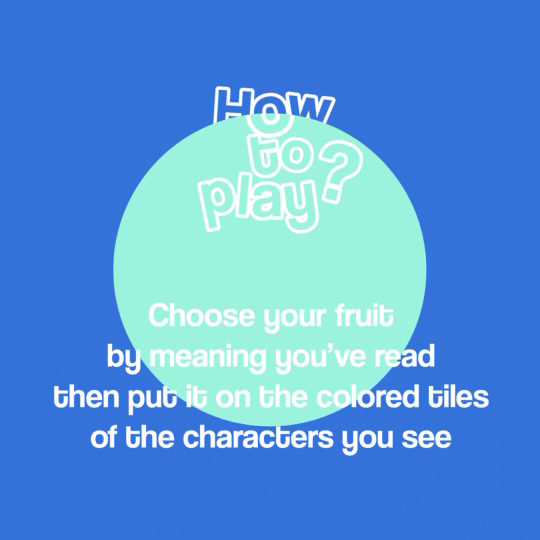 How
to
play?
Choose your fruit
by meaning you've read
then put it on the colored tiles
of the characters you see